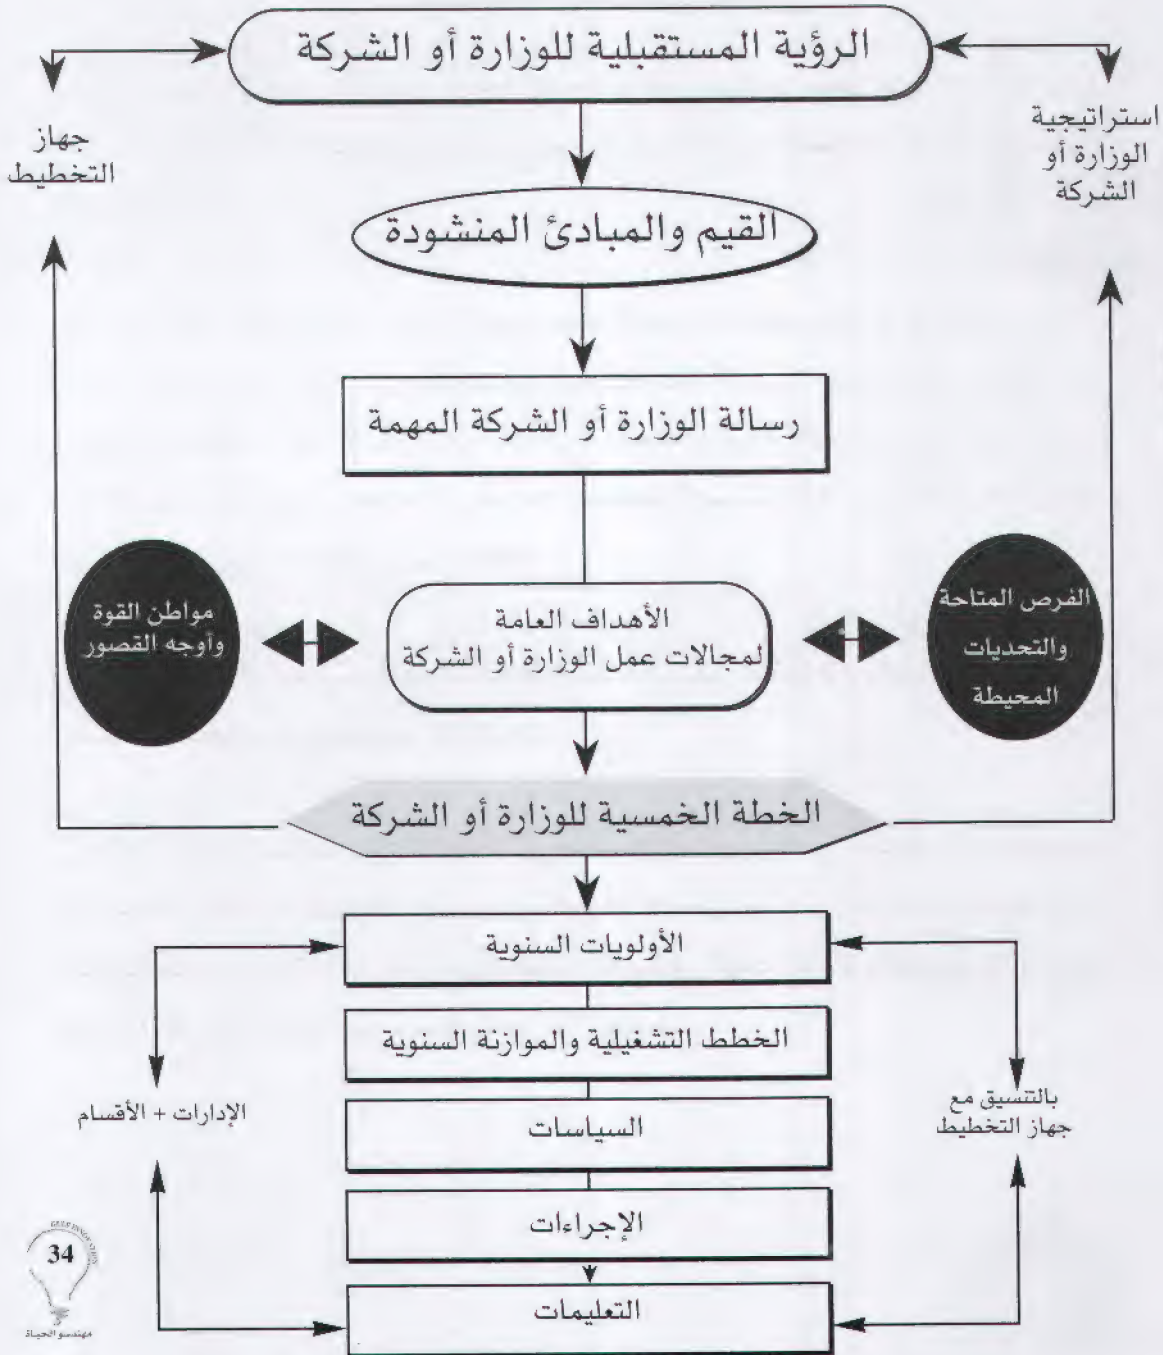 الرؤية المستقبلية للوزارة أو الشركة
استراتيجية
الوزارة أو
الشركة
جهاز
التخطيط
القيم والمبادئ المنشودة
رسالة الوزارة أو الشركة المهمة
الفرص المتاحة
والتحديات
المحيطة
الأهداف العامة
لمجالات عمل الوزارة أو الشركة
مواطن القوة
وأوجه القصور
الخطة الخمسية للوزارة أو الشركة
الأولويات السنوية
الخطط التشغيلية والموازنة السنوية
بالتنسيق مع
جهاز التخطيط
الإدارات + الأقسام
السياسات
الإجراءات
التعليمات
34
مهندسو الحياة